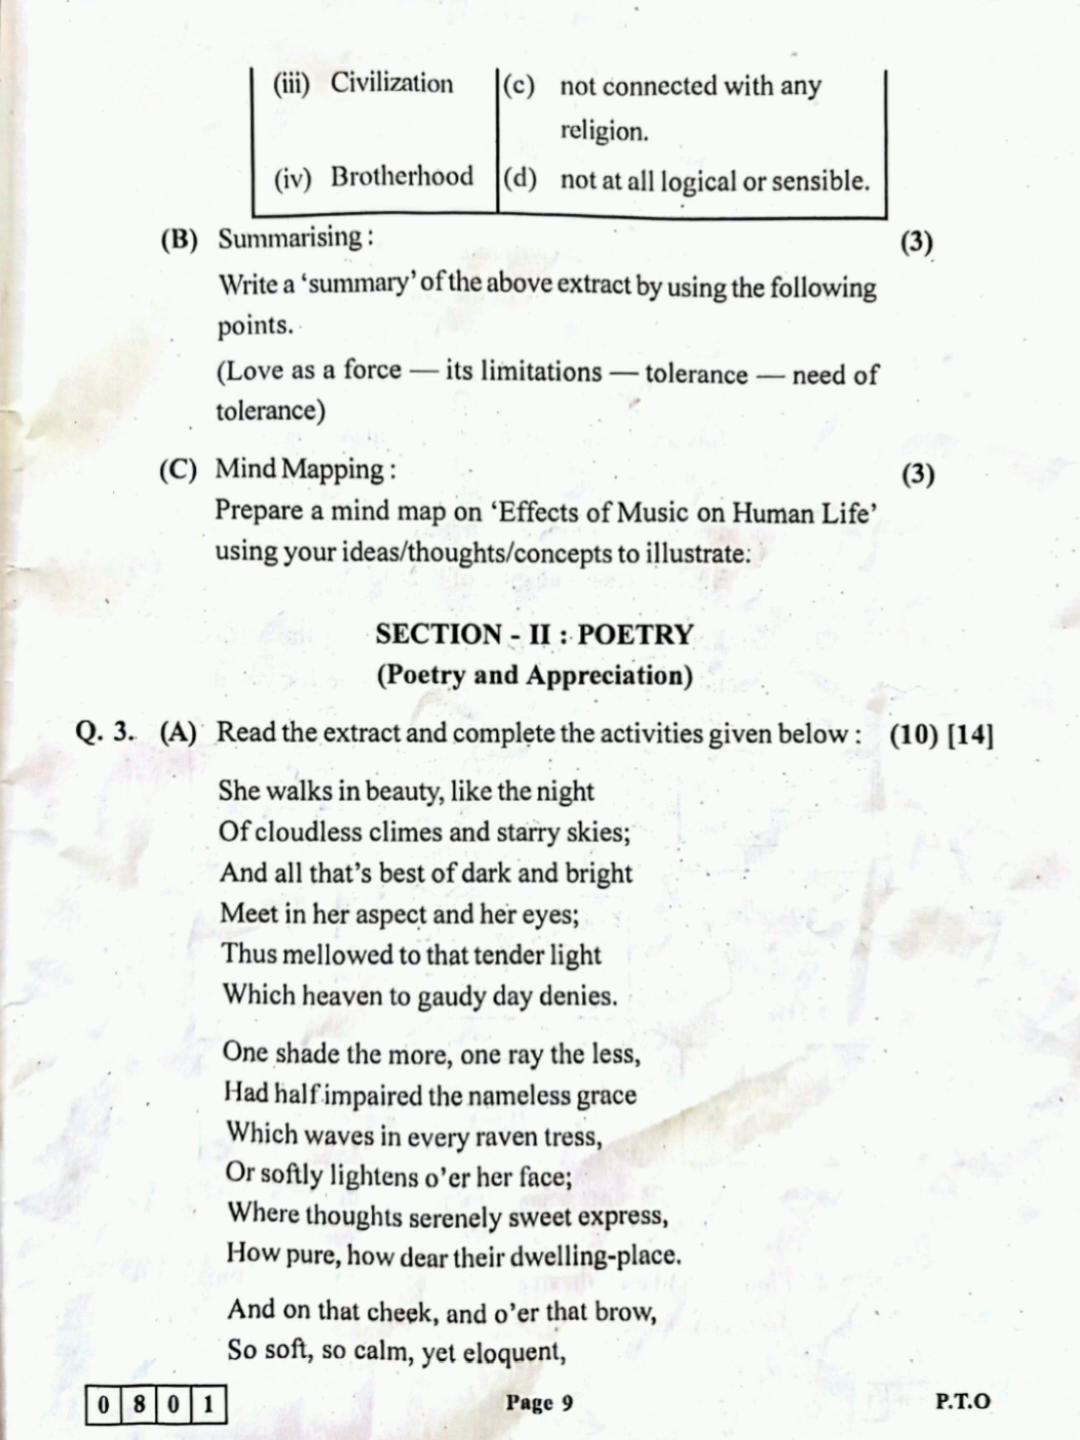 (iii) Civilization (c) not connected with any
religion.
(iv) Brotherhood (d) not at all logical or sensible.
(B) Summarising : (3)
Write a ‘summary’ of the above extract by using the following
points.
(Love as a force — its limitations — tolerance — need of
tolerance)
(C) Mind Mapping : (3)
Prepare a mind map on ‘Effects of Music on Human Life’
using your ideas/thoughts/concepts to illustrate.
SECTION - II : POETRY
(Poetry and Appreciation)
Q. 3. (A) Read the extract and complete the activities given below : (10) [14]
She walks in beauty, like the night
Of cloudless climes and starry skies;
And all that’s best of dark and bright
Meet in her aspect and her eyes;
Thus mellowed to that tender light
Which heaven to gaudy day denies.
One shade the more, one ray the less,
Had half impaired the nameless grace
Which waves in every raven tress,
Or softly lightens o’er her face;
Where thoughts serenely sweet express,
How pure, how dear their dwelling-place.
And on that cheek, and o’er that brow,
So soft, so calm, yet eloquent,
0 8 0 1 Page 9 P.T.O